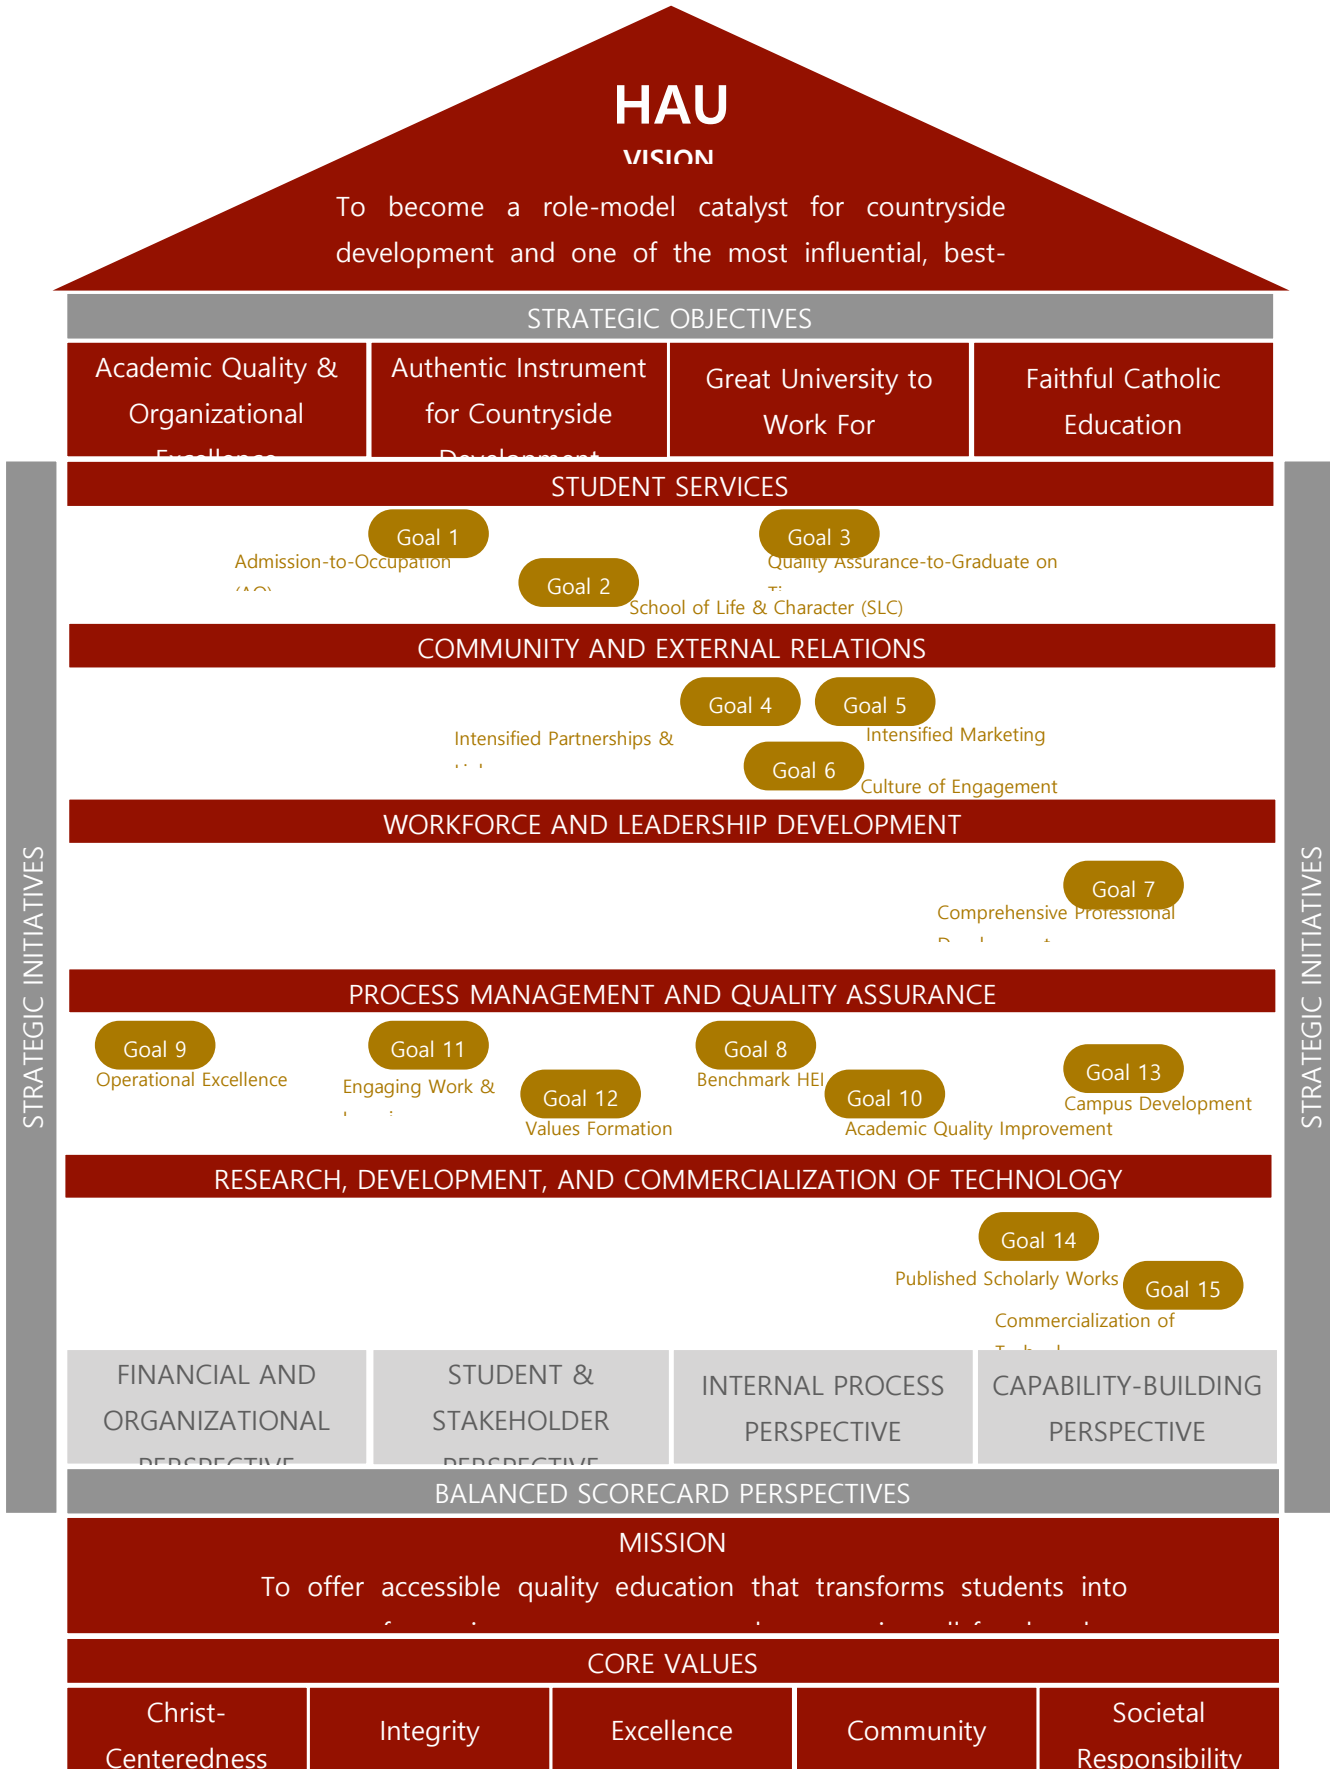 HAU
VISION
To become a role-model catalyst for countryside
development and one of the most influential, best-
STRATEGIC OBJECTIVES
Academic Quality &
Organizational
Excellence
Authentic Instrument
for Countryside
Development
Great University to
Work For
Faithful Catholic
Education
STRATEGIC INITIATIVES
STRATEGIC INITIATIVES
STUDENT SERVICES
Goal 1
Admission-to-Occupation
(AO)
Goal 2
School of Life & Character (SLC)
Goal 3
Quality Assurance-to-Graduate on
COMMUNITY AND EXTERNAL RELATIONS
Goal 4
Intensified Partnerships &
Goal 5
Intensified Marketing
Goal 6
Culture of Engagement
WORKFORCE AND LEADERSHIP DEVELOPMENT
Goal 7
Comprehensive Professional
PROCESS MANAGEMENT AND QUALITY ASSURANCE
Goal 9
Operational Excellence
Goal 11
Engaging Work &
Goal 12
Values Formation
Goal 8
Benchmark HEI
Goal 10
Academic Quality Improvement
Goal 13
Campus Development
RESEARCH, DEVELOPMENT, AND COMMERCIALIZATION OF TECHNOLOGY
Goal 14
Published Scholarly Works
Goal 15
Commercialization of
FINANCIAL AND
ORGANIZATIONAL
PERSPECTIVE
STUDENT &
STAKEHOLDER
PERSPECTIVE
INTERNAL PROCESS
PERSPECTIVE
CAPABILITY-BUILDING
PERSPECTIVE
BALANCED SCORECARD PERSPECTIVES
MISSION
To offer accessible quality education that transforms students into
CORE VALUES
Christ-
Centeredness
Integrity
Excellence
Community
Societal
Responsibility